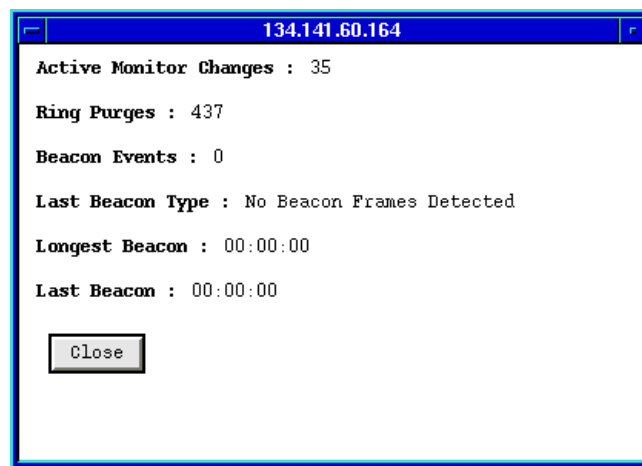 134.141.60.164
Active Monitor Changes : 35
Ring Purges : 437
Beacon Events : 0
Last Beacon Type : No Beacon Frames Detected
Longest Beacon : 00:00:00
Last Beacon : 00:00:00
Close